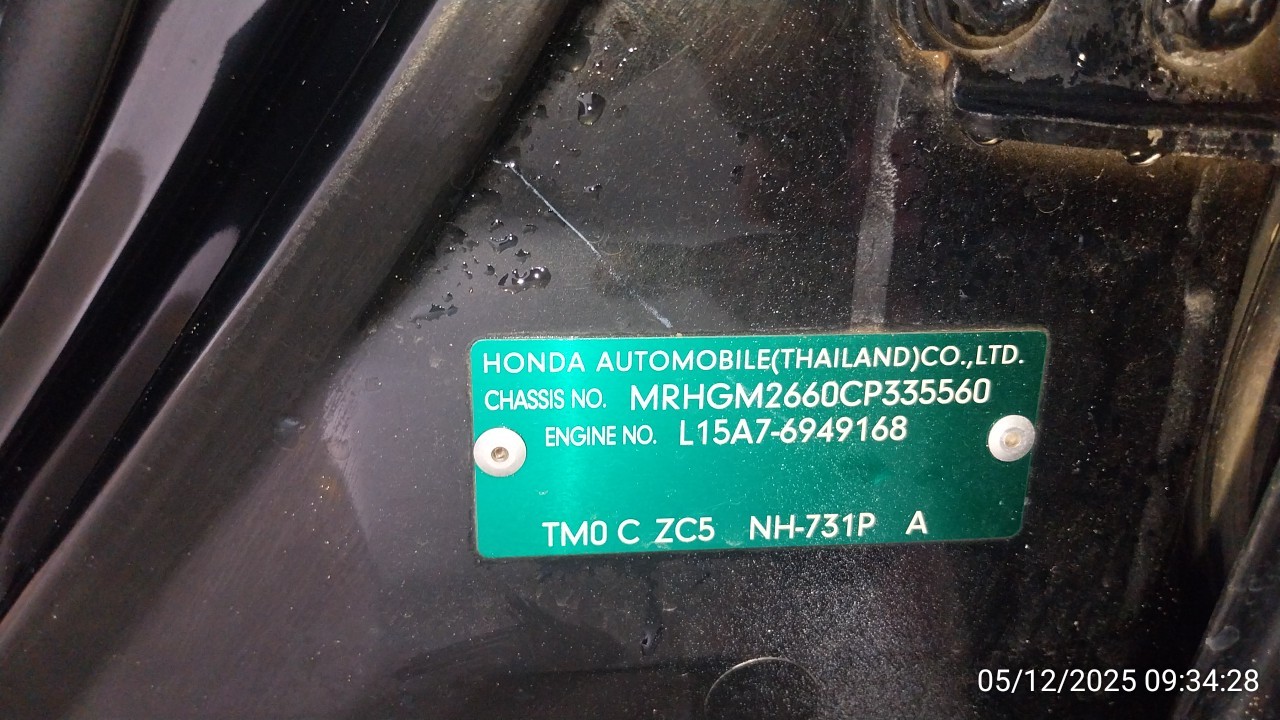 HONDA AUTOMOBILE(THAILAND)CO.,LTD.
CHASSIS NO. MRHGM2660CP335560
ENGINE NO. L15A7-6949168
TM0 C ZC5 NH-731P A
05/12/2025 09:34:28